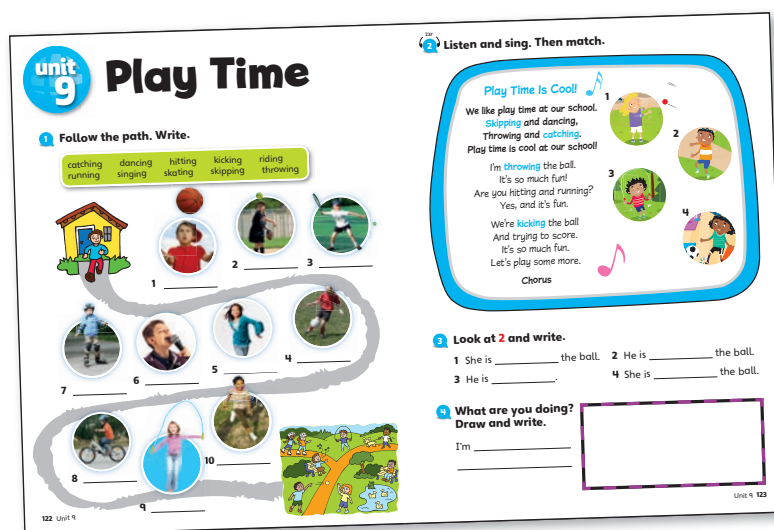 unit
9
Play Time
1 Follow the path. Write.
catching dancing hitting kicking riding
running singing skating skipping throwing
1
2
3
4
5
6
7
8
9
10
122 Unit 9
2 Listen and sing. Then match.
Play Time Is Cool!
We like play time at our school.
Skipping and dancing,
Throwing and catching.
Play time is cool at our school!
I'm throwing the ball.
It's so much fun!
Are you hitting and running?
Yes, and it's fun.
We're kicking the ball
And trying to score.
It's so much fun.
Let's play some more.
Chorus
1
2
3
4
3 Look at 2 and write.
1 She is ________ the ball. 2 He is ________ the ball.
3 He is ________. 4 She is ________ the ball.
4 What are you doing?
Draw and write.
I'm ________
Unit 9 123